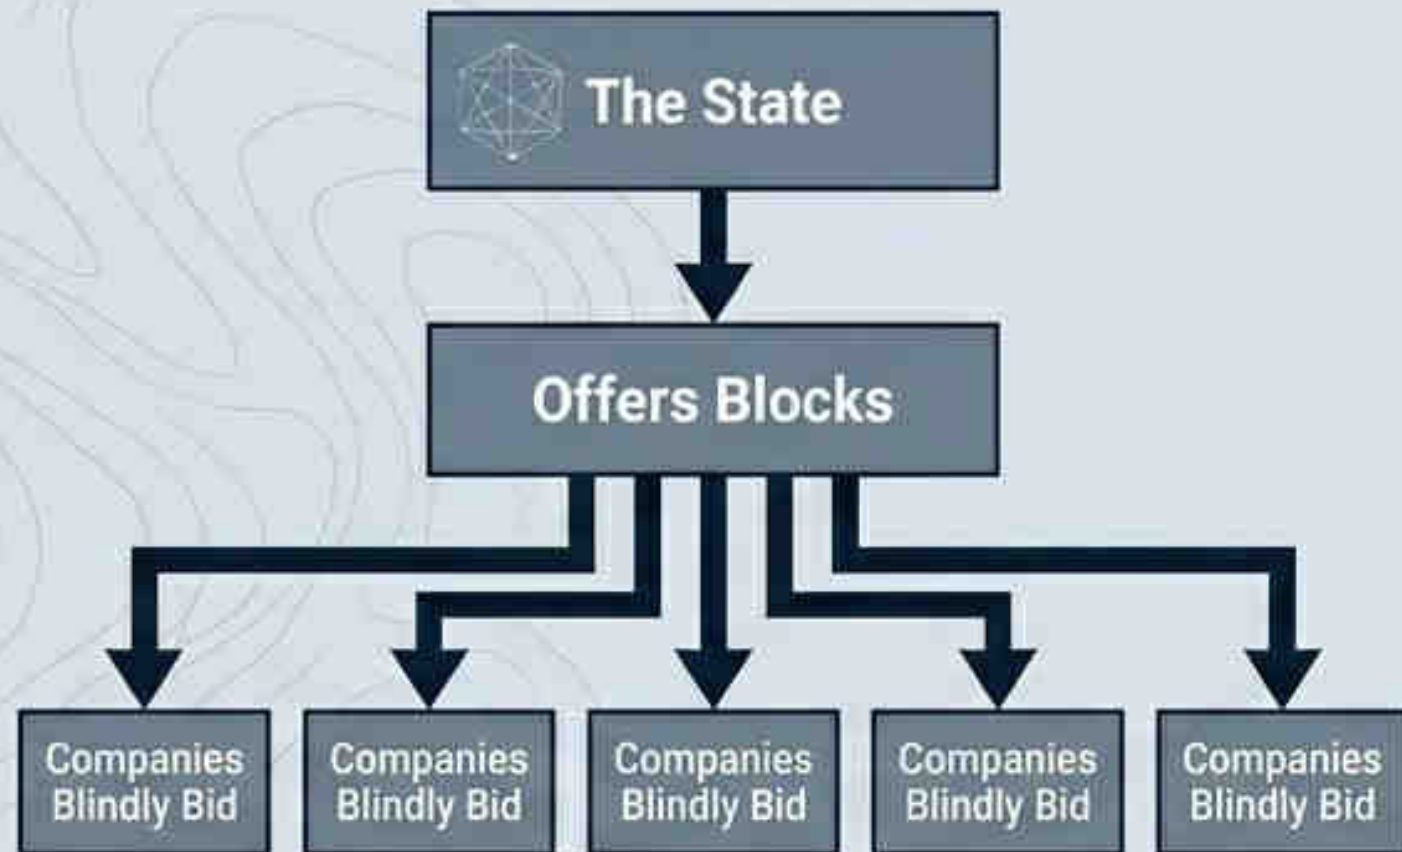 The State
Offers Blocks
Companies
Blindly Bid
Companies
Blindly Bid
Companies
Blindly Bid
Companies
Blindly Bid
Companies
Blindly Bid